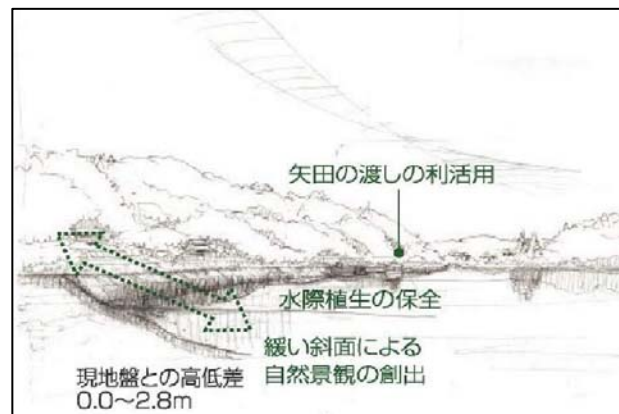 矢田の渡しの利活用
水際植生の保全
緩い斜面による
自然景観の創出
現地盤との高低差
0.0～2.8m